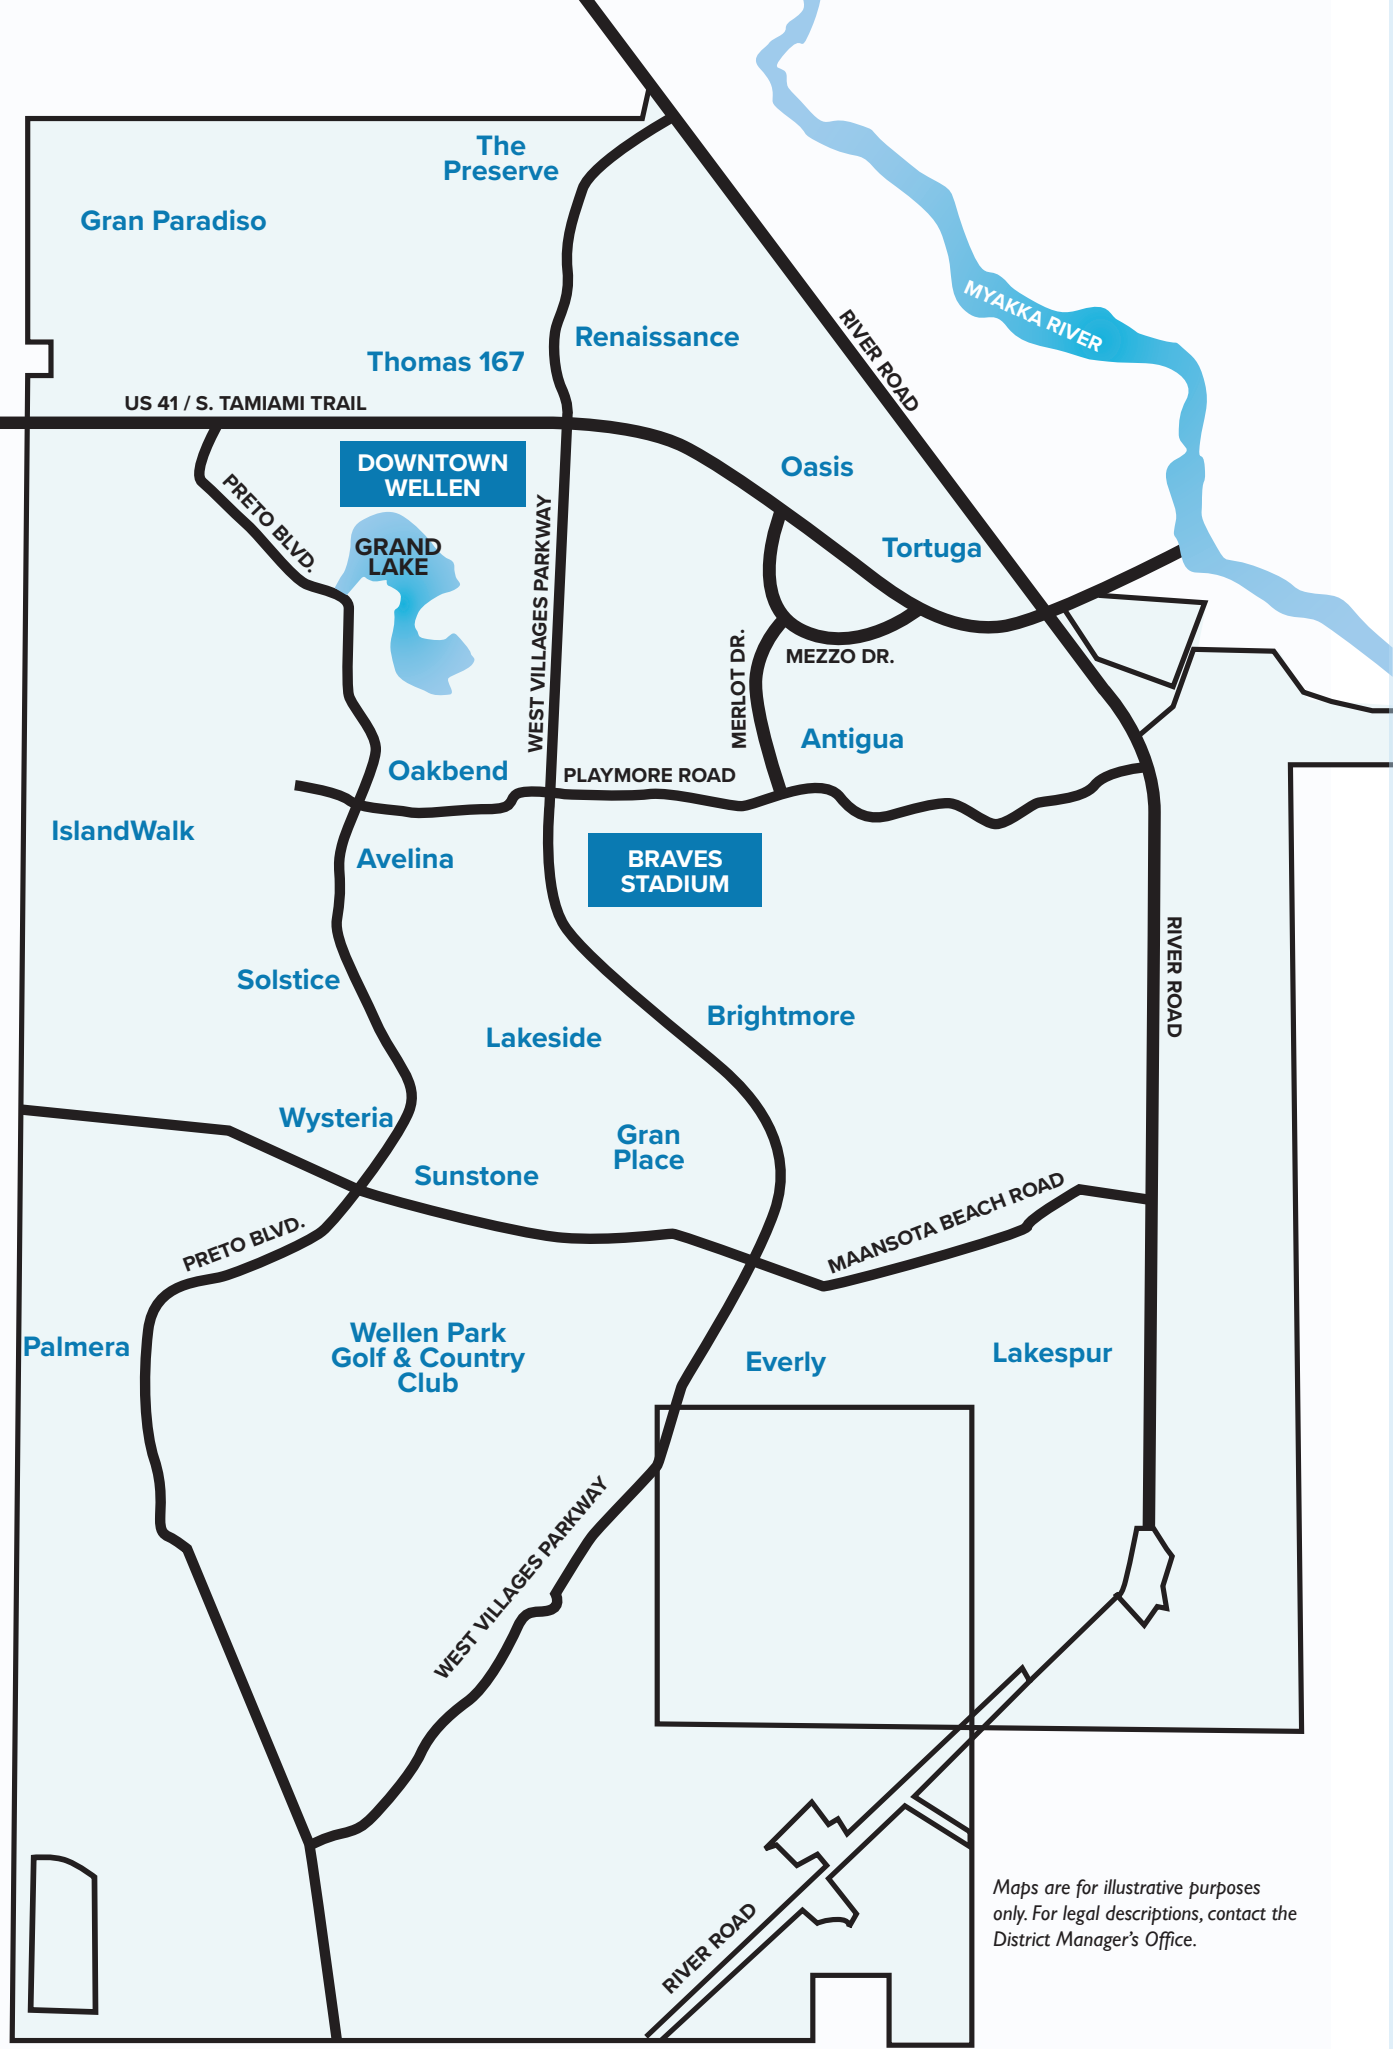 The
Preserve
Gran Paradiso
MYAKKA RIVER
RIVER ROAD
Renaissance
Thomas 167
US 41 / S. TAMIAMI TRAIL
DOWNTOWN
WELLEN
Oasis
PRETO BLVD.
GRAND
LAKE
WEST VILLAGES PARKWAY
Tortuga
MERLOT DR.
MEZZO DR.
Antigua
Oakbend
PLAYMORE ROAD
IslandWalk
Avelina
BRAVES
STADIUM
RIVER ROAD
Solstice
Brightmore
Lakeside
Wysteria
Gran
Place
Sunstone
MAANSOTA BEACH ROAD
PRETO BLVD.
Palmera
Wellen Park
Golf & Country
Club
Everly
Lakespur
WEST VILLAGES PARKWAY
RIVER ROAD
Maps are for illustrative purposes
only. For legal descriptions, contact the
District Manager's Office.